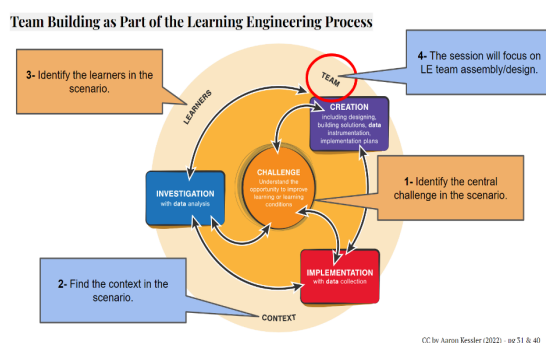 Team Building as Part of the Learning Engineering Process
3- Identify the learners in the
scenario.
4- The session will focus on
LE team assembly/design.
TEAM
LEARNERS
CREATION
including designing,
building solutions, data
instrumentation,
implementation plans
CHALLENGE
Understand the
opportunity to improve
learning or learning
conditions
1- Identify the central
challenge in the scenario.
INVESTIGATION
with data analysis
IMPLEMENTATION
with data collection
2- Find the context in the
scenario.
CONTEXT
CC by Aaron Kessler (2022) - pg 31 & 40